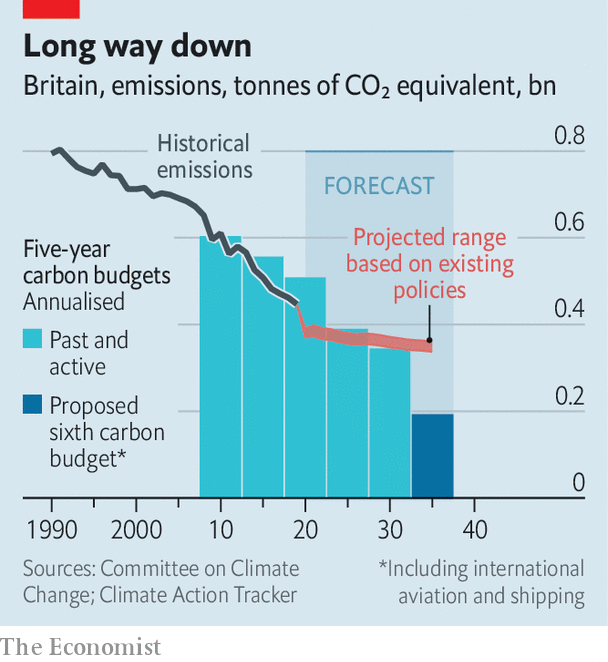 Long way down
Britain, emissions, tonnes of CO₂ equivalent, bn
Historical
emissions
0.8
FORECAST
0.6
Projected range
based on existing
policies
Five-year
carbon budgets
Annualised
0.4
Past and
active
Proposed
sixth carbon
budget*
0.2
0
1990 2000 10 20 30 40
Sources: Committee on Climate
Change; Climate Action Tracker
*Including international
aviation and shipping
The Economist